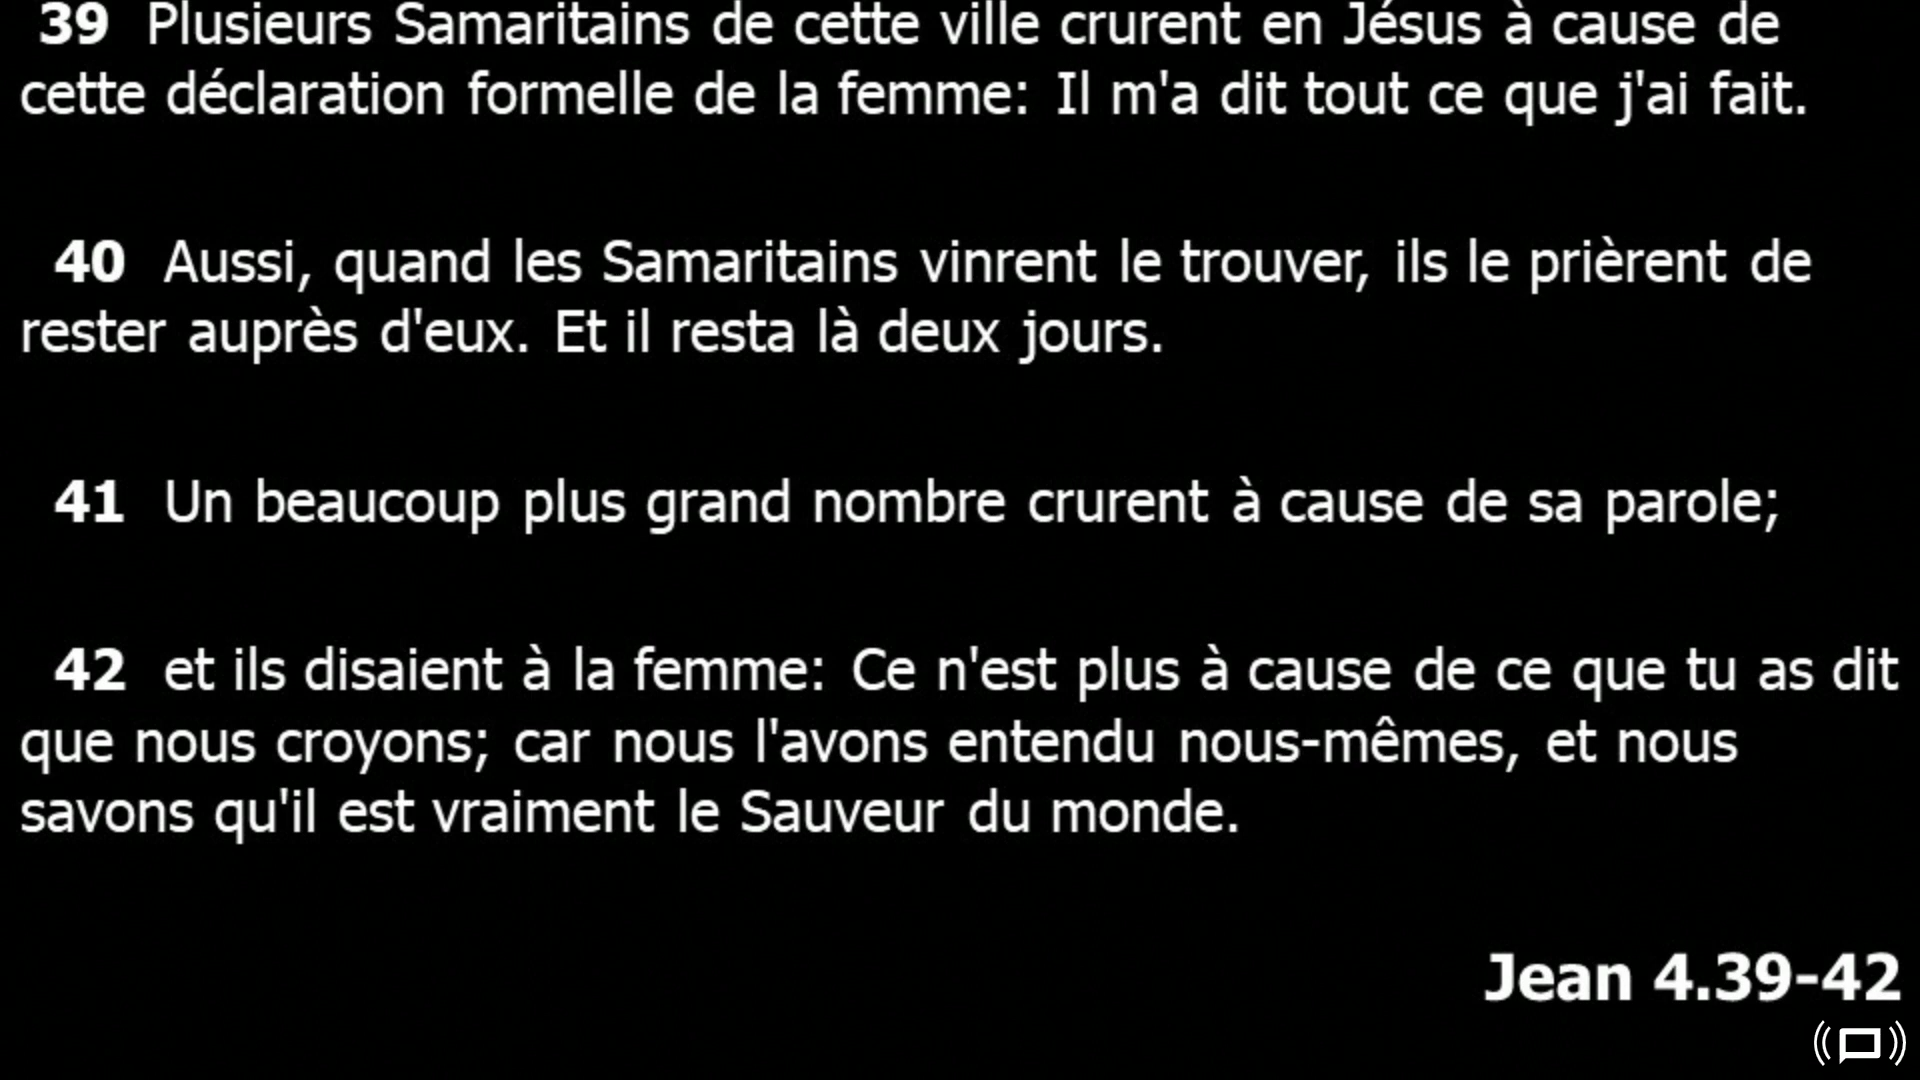 39 Plusieurs Samaritains de cette ville crurent en Jésus à cause de
cette déclaration formelle de la femme: Il m'a dit tout ce que j'ai fait.
40 Aussi, quand les Samaritains vinrent le trouver, ils le prièrent de
rester auprès d'eux. Et il resta là deux jours.
41 Un beaucoup plus grand nombre crurent à cause de sa parole;
42 et ils disaient à la femme: Ce n'est plus à cause de ce que tu as dit
que nous croyons; car nous l'avons entendu nous-mêmes, et nous
savons qu'il est vraiment le Sauveur du monde.
Jean 4.39-42